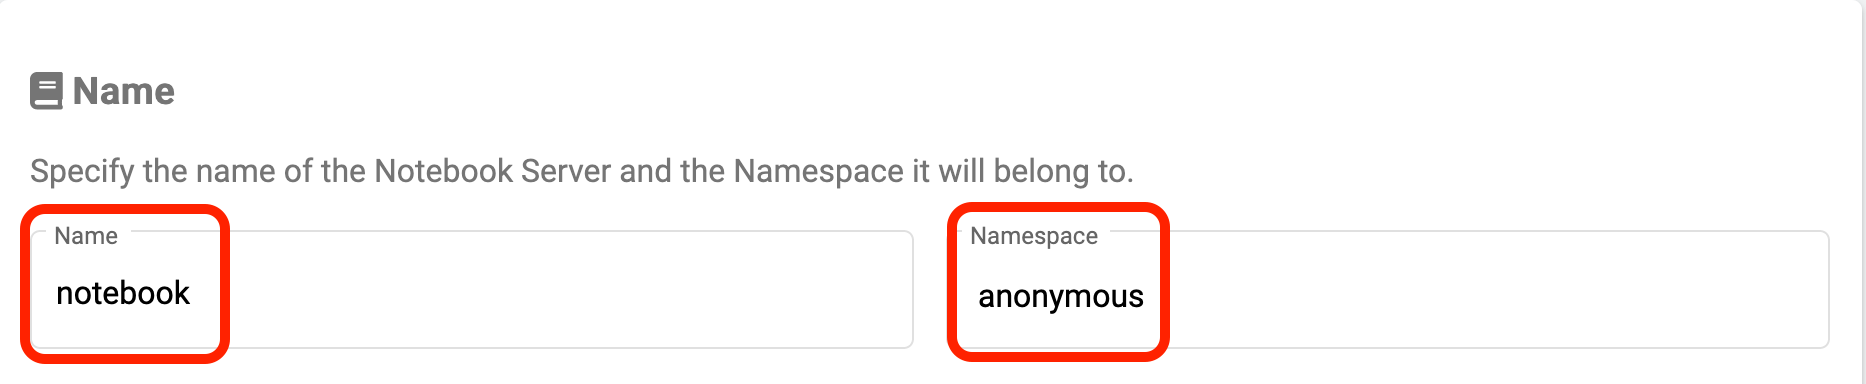 Name
Specify the name of the Notebook Server and the Namespace it will belong to.
Name
notebook
Namespace
anonymous